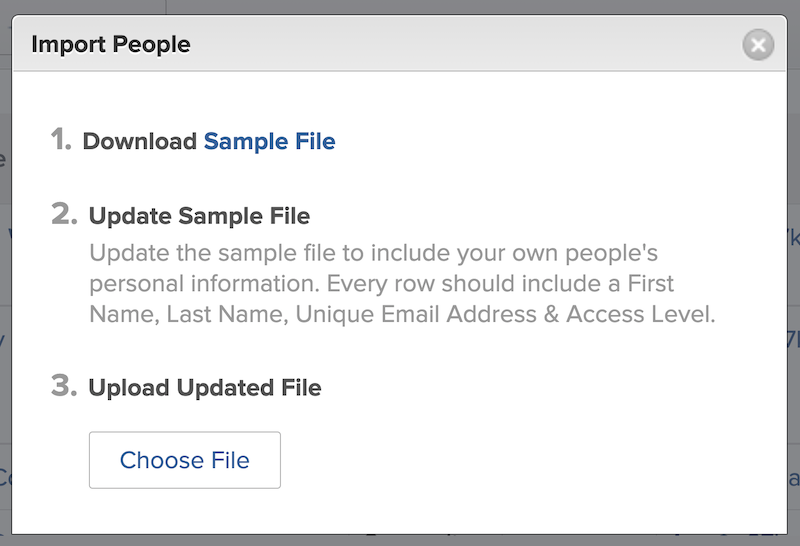 Import People
1. Download Sample File
2. Update Sample File
Update the sample file to include your own people's
personal information. Every row should include a First
Name, Last Name, Unique Email Address & Access Level.
3. Upload Updated File
Choose File